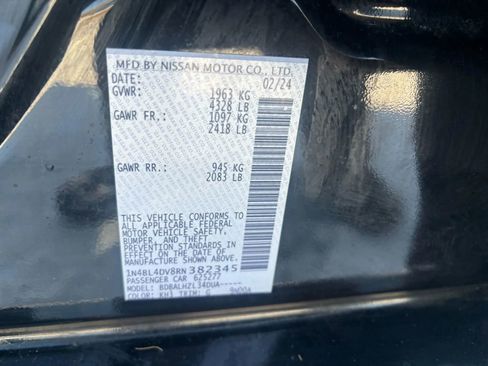 MFD BY NISSAN MOTOR CO., LTD.
DATE: 02/24
GVWR: 1963 KG
4328 LB
GAWR FR.: 1097 KG
2418 LB
GAWR RR.: 945 KG
2083 LB
THIS VEHICLE CONFORMS TO
ALL APPLICABLE FEDERAL
MOTOR VEHICLE SAFETY,
BUMPER, AND THEFT
PREVENTION STANDARDS IN
EFFECT ON THE DATE OF
MANUFACTURE SHOWN ABOVE.
1N4BL4DV8RN382345
PASSENGER CAR 625277
MODEL: BDBALHZL34DUA-----
COLOR: KH3 TRIM: G